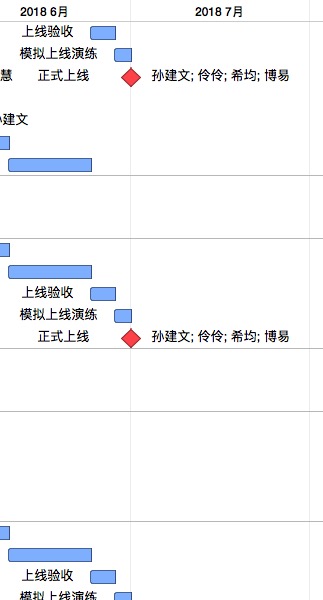 2018 6月 2018 7月
上线验收
模拟上线演练
慧 正式上线 孙建文; 伶伶; 希均; 博易
建文
上线验收
模拟上线演练
正式上线 孙建文; 伶伶; 希均; 博易
上线验收
模拟上线演练